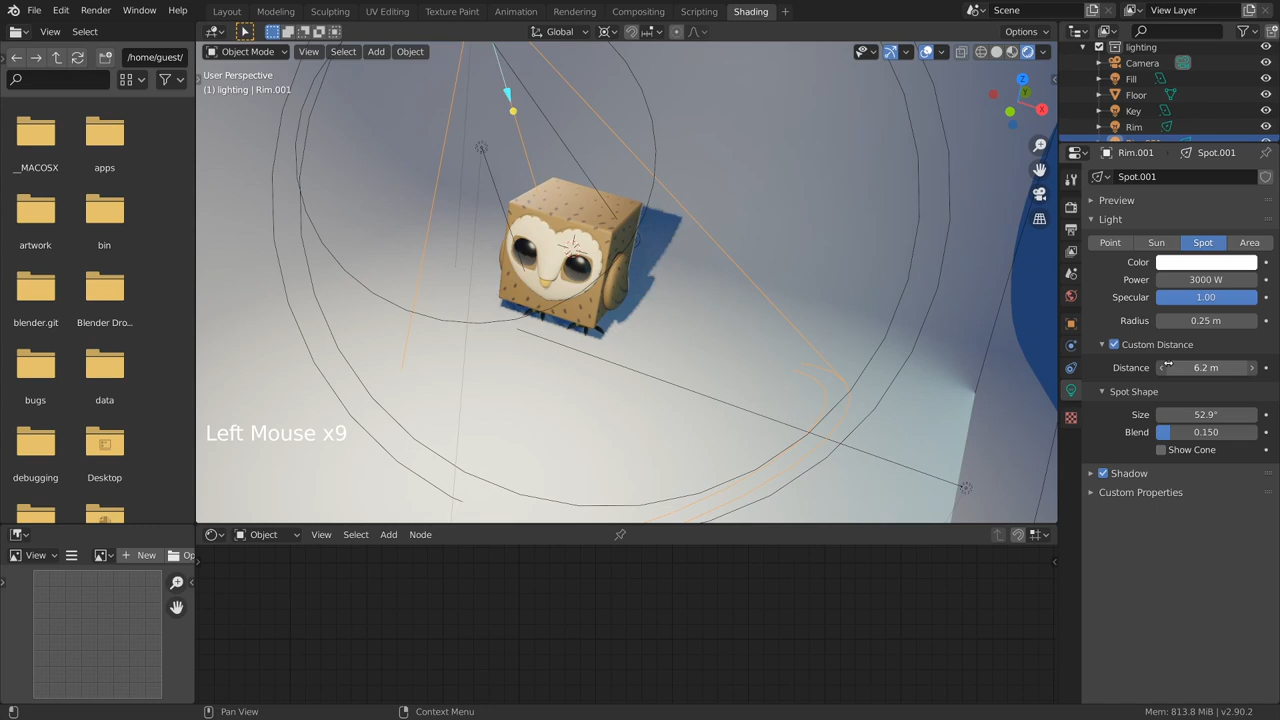 File Edit Render Window Help
Layout Modeling Sculpting UV Editing Texture Paint Animation Rendering Compositing Scripting Shading +
Scene
View Layer
View Select
Global
Options
/home/guest/
Object Mode View Select Add Object
User Perspective
(1) lighting | Rim.001
X
Y
Z
Left Mouse x9
__MACOSX
apps
artwork
bin
blender.git
Blender Dro...
bugs
data
debugging
Desktop
lighting
Camera
Fill
Floor
Key
Rim
Rim.001 > Spot.001
Spot.001
Preview
Light
Point Sun Spot Area
Color
Power 3000 W
Specular 1.00
Radius 0.25 m
Custom Distance
Distance 6.2 m
Spot Shape
Size 52.9°
Blend 0.150
Show Cone
Shadow
Custom Properties
View New Op
Object View Select Add Node
Pan View
Context Menu
Mem: 813.8 MiB | v2.90.2